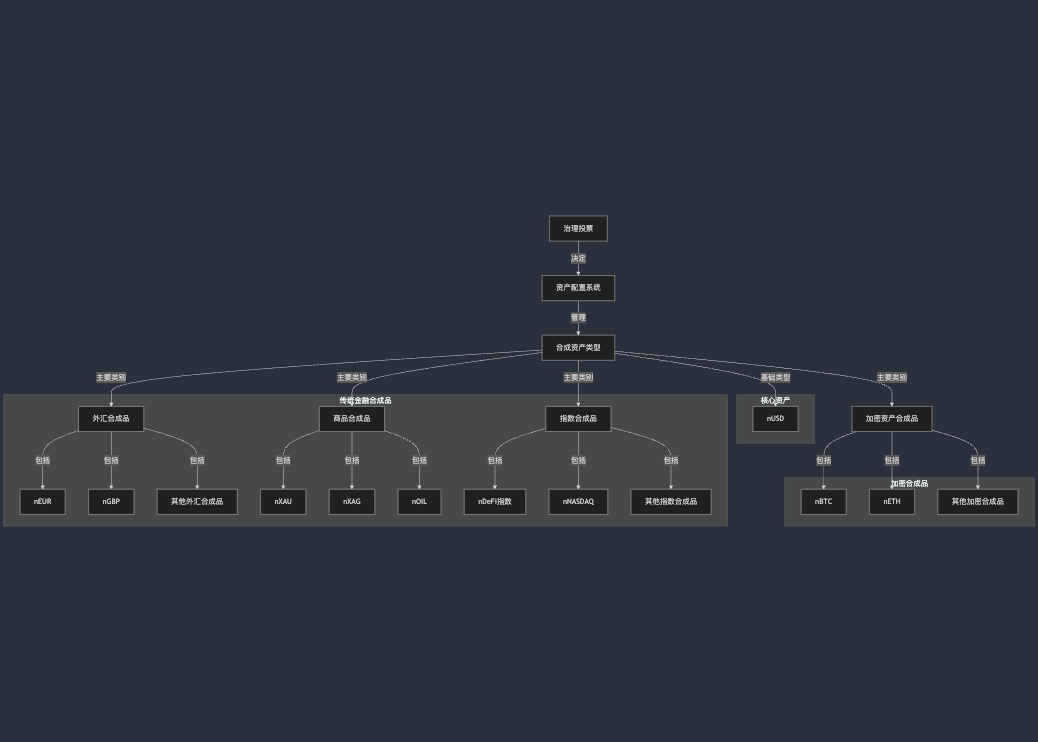 治理投票
决定
资产配置系统
管理
合成资产类型
主要类别
主要类别
主要类别
基础类型
主要类别
传统金融合成品
核心资产
外汇合成品
商品合成品
指数合成品
nUSD
加密资产合成品
包括
包括
包括
包括
包括
包括
包括
包括
包括
包括
包括
包括
加密合成品
nEUR
nGBP
其他外汇合成品
nXAU
nXAG
nOIL
nDeFi指数
nNASDAQ
其他指数合成品
nBTC
nETH
其他加密合成品